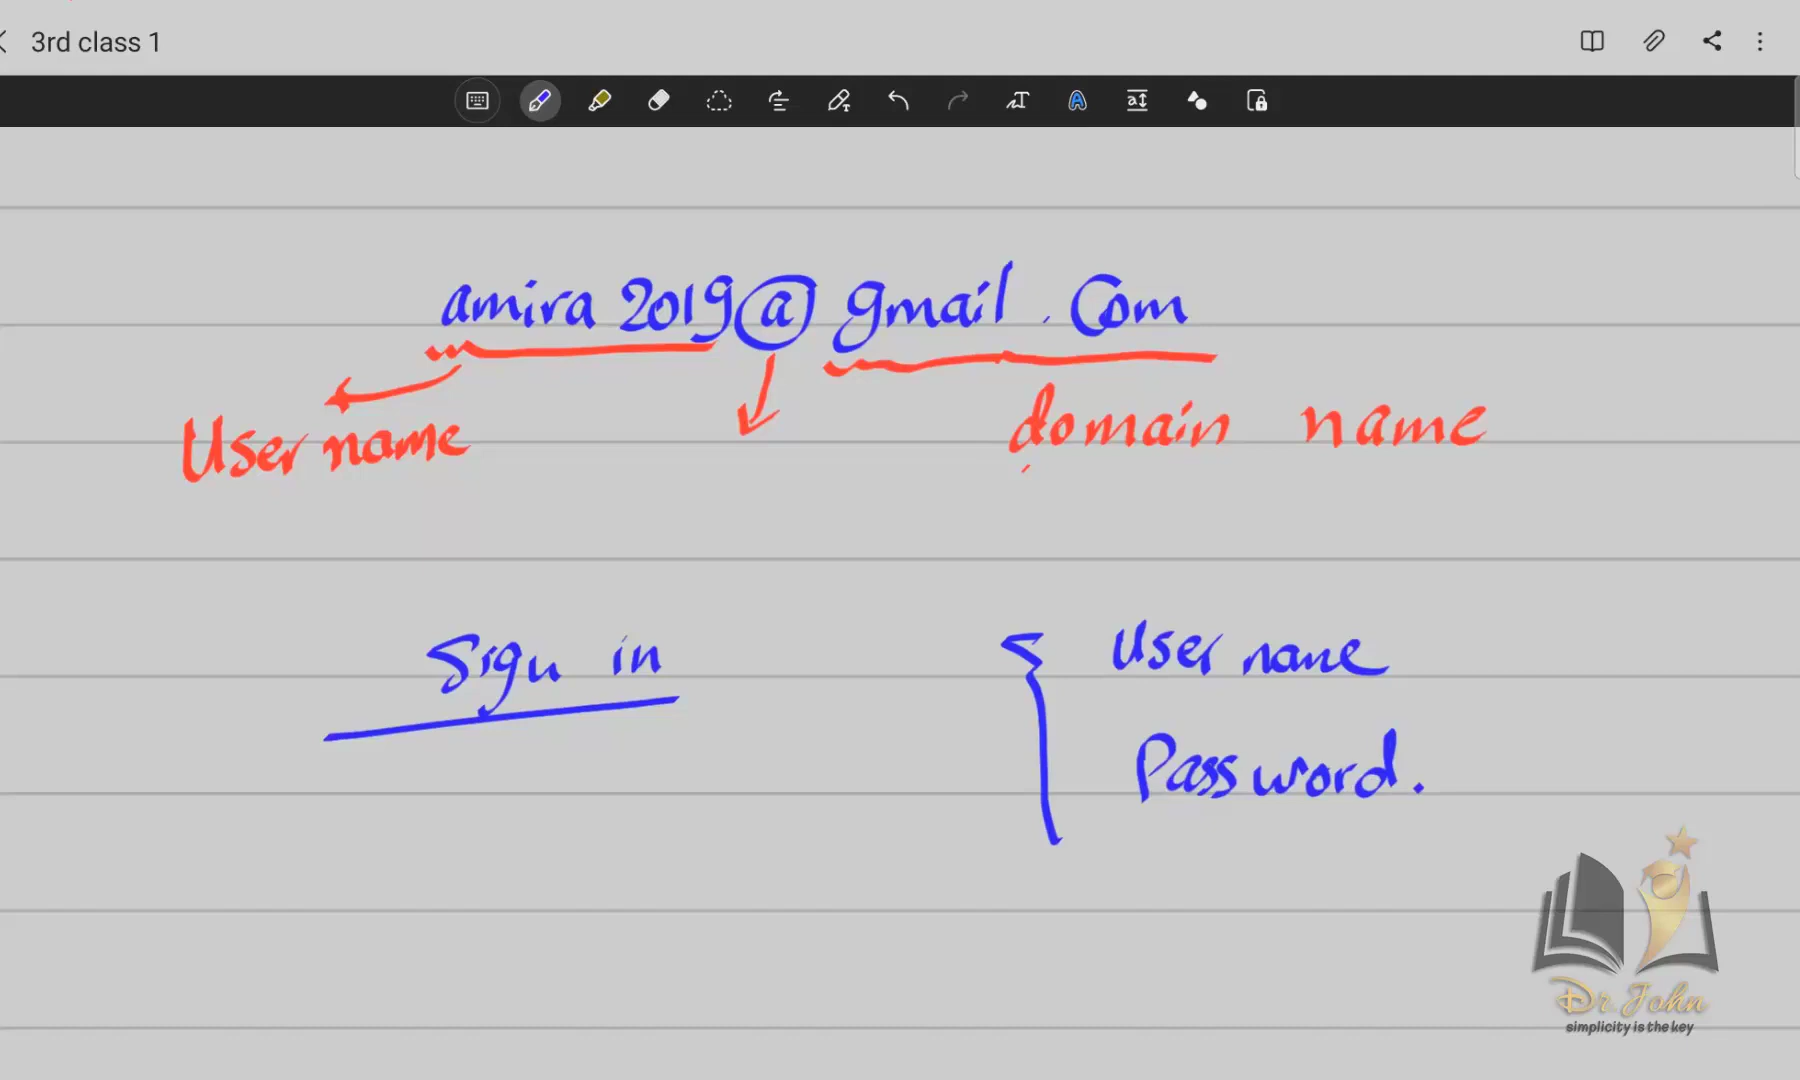 3rd class 1
amira 2019@gmail.Com
User name
domain name
Sign in
User name
Password.
Dr. John
simplicity is the key